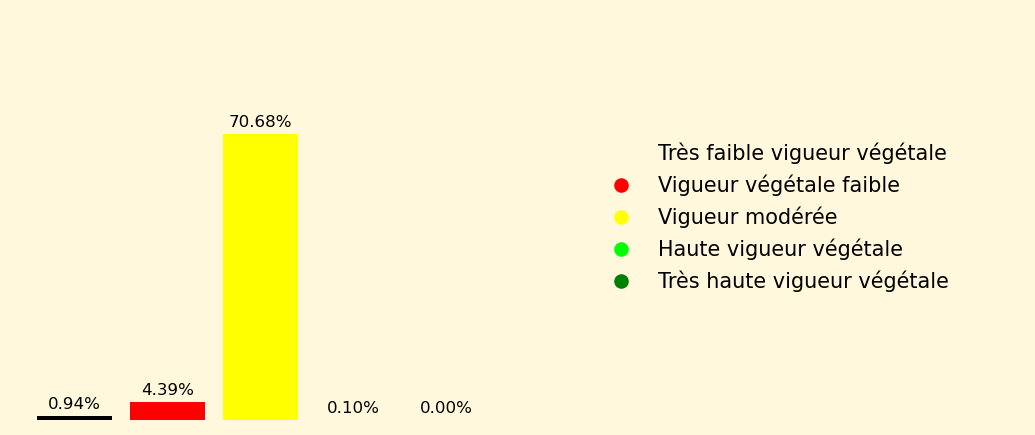 70.68%
4.39%
0.94%
0.10%
0.00%
Très faible vigueur végétale
Vigueur végétale faible
Vigueur modérée
Haute vigueur végétale
Très haute vigueur végétale